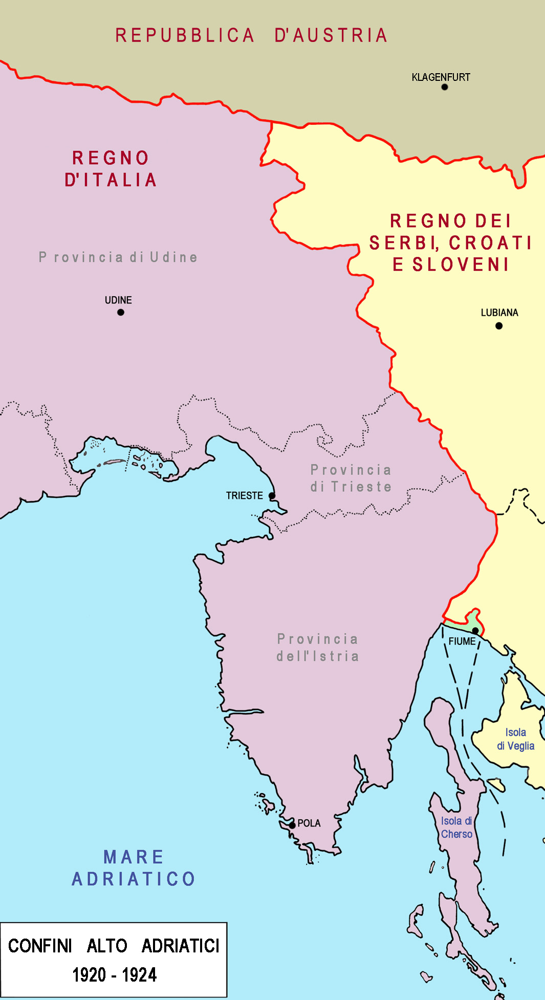 REPUBBLICA D'AUSTRIA
KLAGENFURT
REGNO
D'ITALIA
REGNO DEI
SERBI, CROATI
E SLOVENI
Provincia di Udine
UDINE
LUBIANA
Provincia
di Trieste
TRIESTE
Provincia
dell'Istria
FIUME
Isola
di Veglia
Isola di
Cherso
POLA
MARE
ADRIATICO
CONFINI ALTO ADRIATICI
1920 - 1924